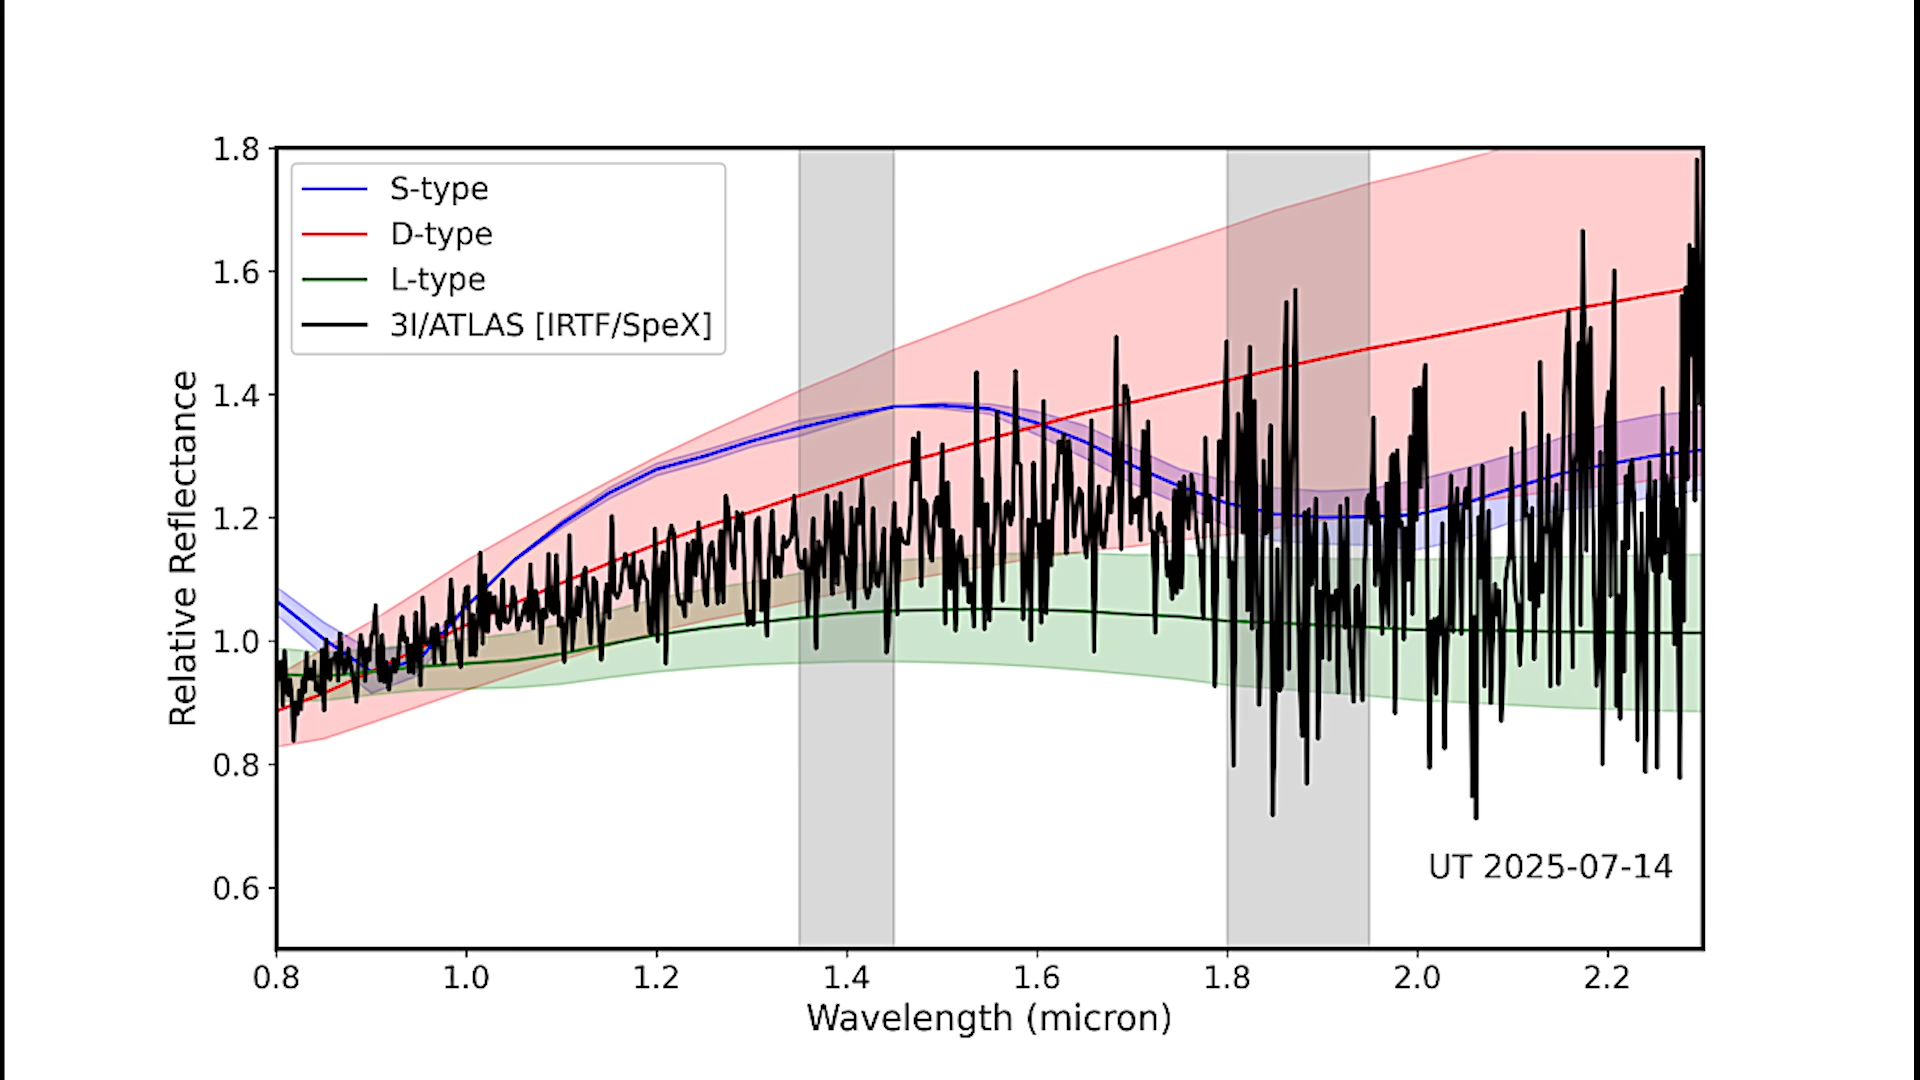 1.8
1.6
1.4
1.2
1.0
0.8
0.6
Relative Reflectance
S-type
D-type
L-type
3I/ATLAS [IRTF/SpeX]
UT 2025-07-14
0.8 1.0 1.2 1.4 1.6 1.8 2.0 2.2
Wavelength (micron)